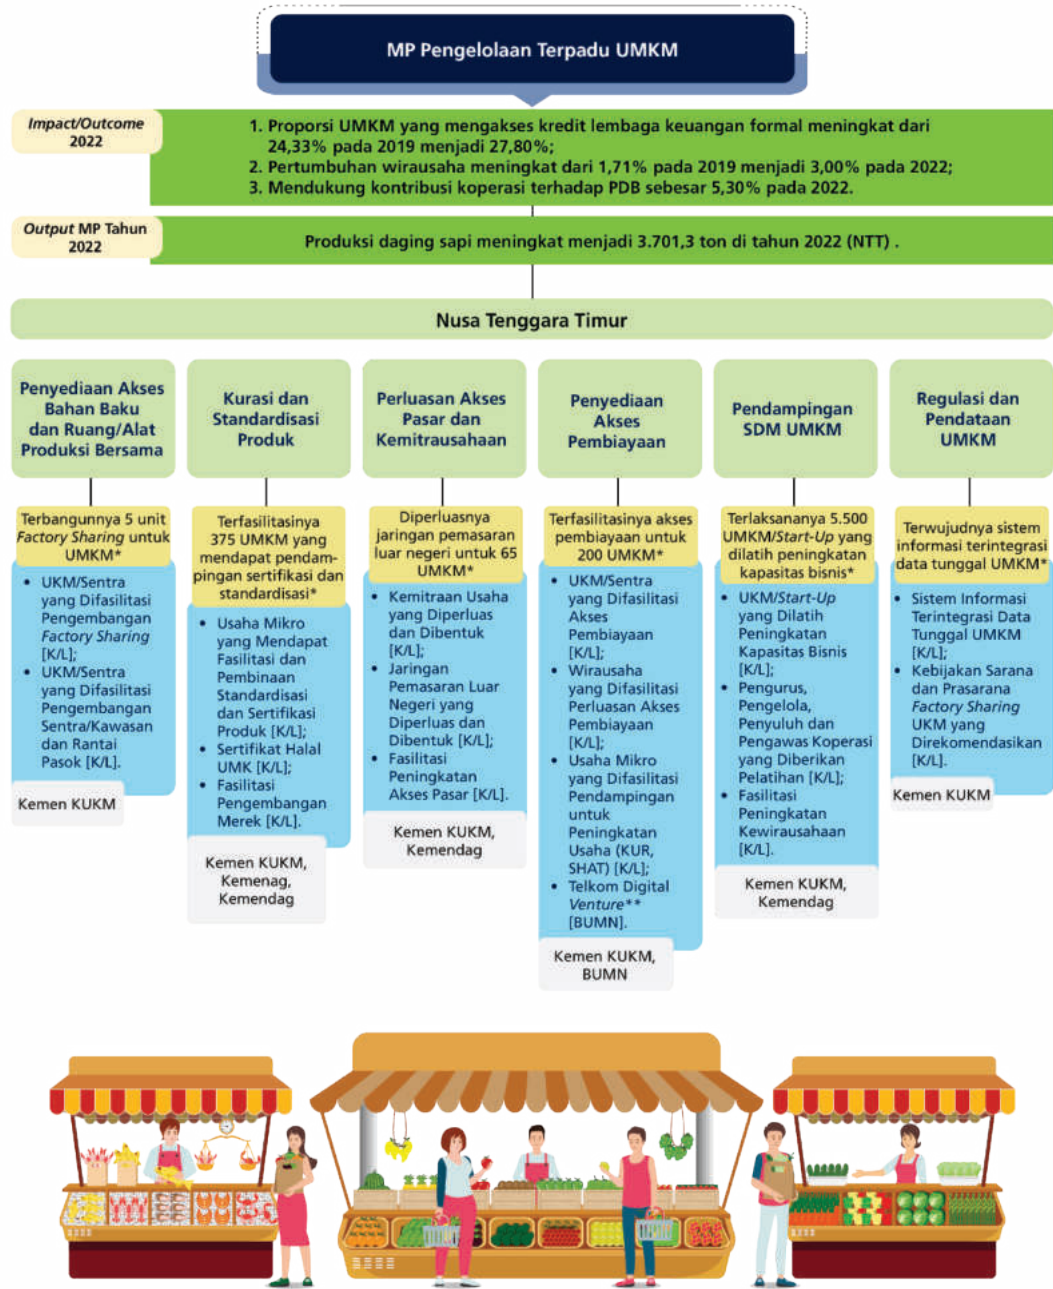 MP Pengelolaan Terpadu UMKM
Impact/Outcome
2022
1. Proporsi UMKM yang mengakses kredit lembaga keuangan formal meningkat dari
24,33% pada 2019 menjadi 27,80%;
2. Pertumbuhan wirausaha meningkat dari 1,71% pada 2019 menjadi 3,00% pada 2022;
3. Mendukung kontribusi koperasi terhadap PDB sebesar 5,30% pada 2022.
Output MP Tahun
2022
Produksi daging sapi meningkat menjadi 3.701,3 ton di tahun 2022 (NTT) .
Nusa Tenggara Timur
Penyediaan Akses
Bahan Baku
dan Ruang/Alat
Produksi Bersama
Terbangunnya 5 unit
Factory Sharing untuk
UMKM*
• UKM/Sentra
yang Difasilitasi
Pengembangan
Factory Sharing
[K/L];
• UKM/Sentra
yang Difasilitasi
Pengembangan
Sentra/Kawasan
dan Rantai
Pasok [K/L].
Kemen KUKM
Kurasi dan
Standardisasi
Produk
Terfasilitasinya
375 UMKM yang
mendapat pendam-
pingan sertifikasi dan
standardisasi*
• Usaha Mikro
yang Mendapat
Fasilitasi dan
Pembinaan
Standardisasi
dan Sertifikasi
Produk [K/L];
• Sertifikat Halal
UMK [K/L];
• Fasilitasi
Pengembangan
Merek [K/L].
Kemen KUKM,
Kemenag,
Kemendag
Perluasan Akses
Pasar dan
Kemitrausahaan
Diperluasnya
jaringan pemasaran
luar negeri untuk 65
UMKM*
• Kemitraan Usaha
yang Diperluas
dan Dibentuk
[K/L];
• Jaringan
Pemasaran Luar
Negeri yang
Diperluas dan
Dibentuk [K/L];
• Fasilitasi
Peningkatan
Akses Pasar [K/L].
Kemen KUKM,
Kemendag
Penyediaan
Akses
Pembiayaan
Terfasilitasinya akses
pembiayaan untuk
200 UMKM*
• UKM/Sentra
yang Difasilitasi
Akses
Pembiayaan
[K/L];
• Wirausaha
yang Difasilitasi
Perluasan Akses
Pembiayaan
[K/L];
• Usaha Mikro
yang Difasilitasi
Pendampingan
untuk
Peningkatan
Usaha (KUR,
SHAT) [K/L];
• Telkom Digital
Venture**
[BUMN].
Kemen KUKM,
BUMN
Pendampingan
SDM UMKM
Terlaksananya 5.500
UMKM/Start-Up yang
dilatih peningkatan
kapasitas bisnis*
• UKM/Start-Up
yang Dilatih
Peningkatan
Kapasitas Bisnis
[K/L];
• Pengurus,
Pengelola,
Penyuluh dan
Pengawas Koperasi
yang Diberikan
Pelatihan [K/L];
• Fasilitasi
Peningkatan
Kewirausahaan
[K/L].
Kemen KUKM,
Kemendag
Regulasi dan
Pendataan
UMKM
Terwujudnya sistem
informasi terintegrasi
data tunggal UMKM*
• Sistem Informasi
Terintegrasi Data
Tunggal UMKM
[K/L];
• Kebijakan Sarana
dan Prasarana
Factory Sharing
UKM yang
Direkomendasikan
[K/L].
Kemen KUKM